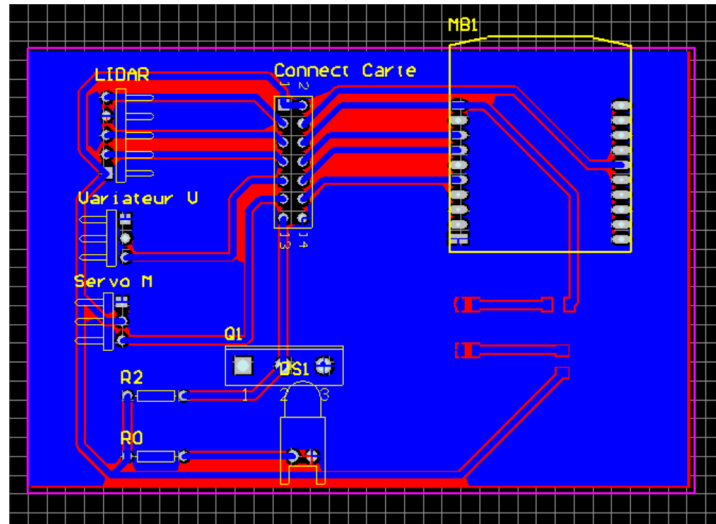 MB1
LIDAR
Connect Carte
1 2
Variateur V
13 14
Servo M
Q1
DS1
R2
1 2 3
R0